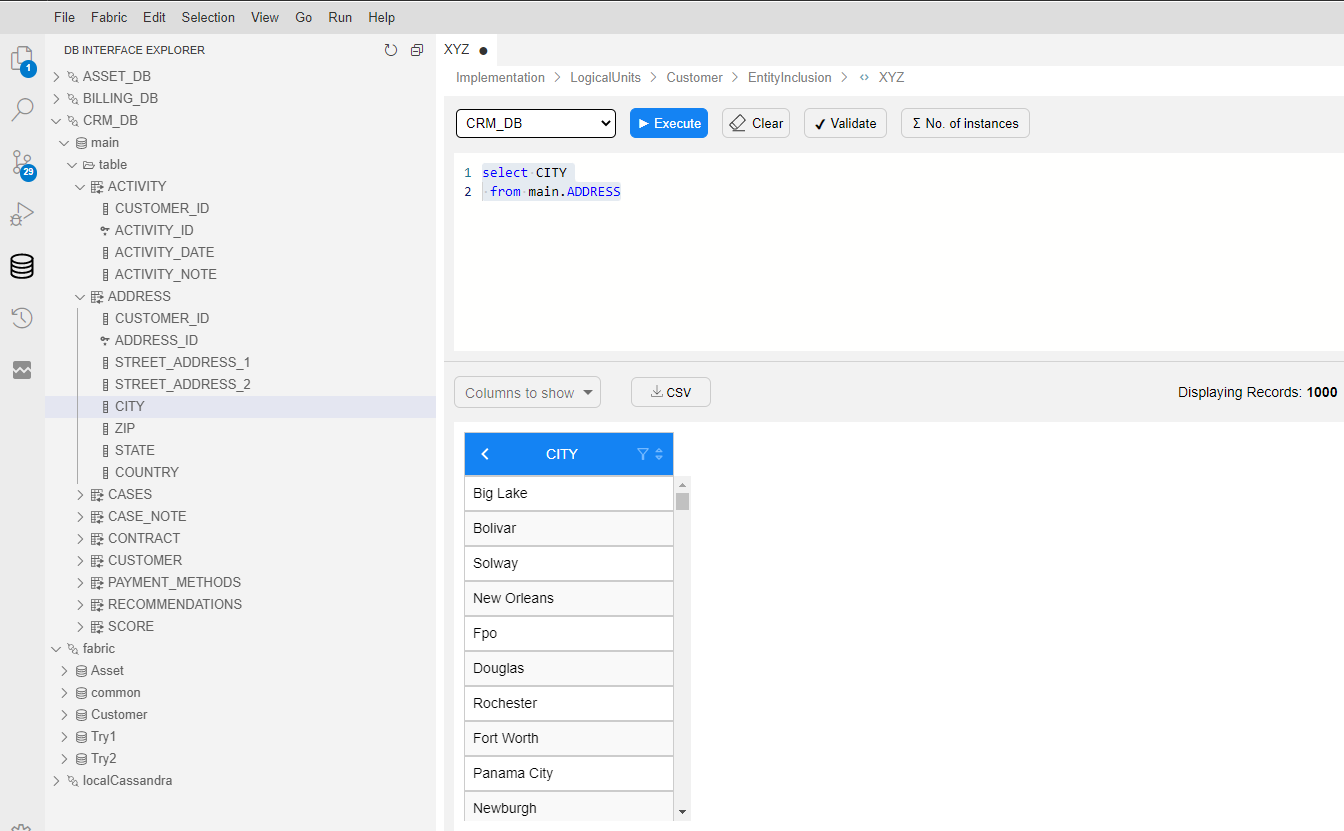 File Fabric Edit Selection View Go Run Help
1
29
DB INTERFACE EXPLORER
ASSET_DB
BILLING_DB
CRM_DB
main
table
ACTIVITY
CUSTOMER_ID
ACTIVITY_ID
ACTIVITY_DATE
ACTIVITY_NOTE
ADDRESS
CUSTOMER_ID
ADDRESS_ID
STREET_ADDRESS_1
STREET_ADDRESS_2
CITY
ZIP
STATE
COUNTRY
CASES
CASE_NOTE
CONTRACT
CUSTOMER
PAYMENT_METHODS
RECOMMENDATIONS
SCORE
fabric
Asset
common
Customer
Try1
Try2
localCassandra
XYZ ●
Implementation > LogicalUnits > Customer > EntityInclusion > <> XYZ
CRM_DB Execute Clear Validate Σ No. of instances
1 select CITY
2 from main.ADDRESS
Columns to show CSV Displaying Records: 1000
CITY
Big Lake
Bolivar
Solway
New Orleans
Fpo
Douglas
Rochester
Fort Worth
Panama City
Newburgh